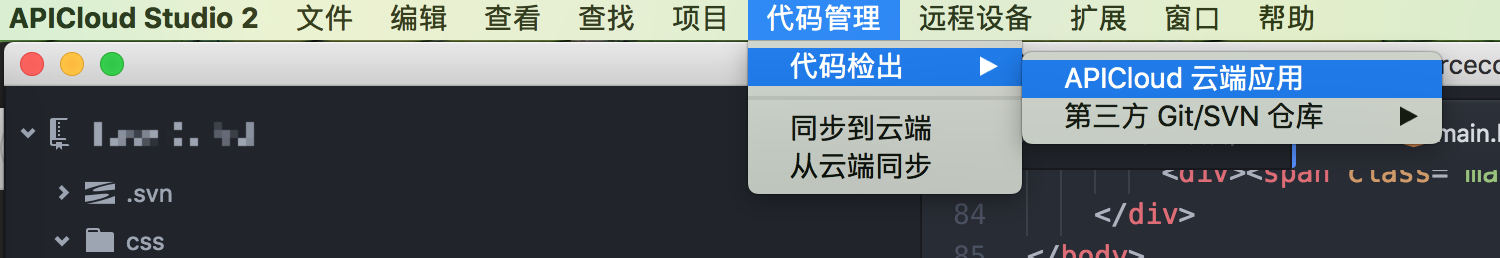 APICloud Studio 2 文件 编辑 查看 查找 项目 代码管理 远程设备 扩展 窗口 帮助
代码检出
APICloud 云端应用
第三方 Git/SVN 仓库
同步到云端
从云端同步
.svn
css
main.
<div><span class=
84 </div>
85 </body>